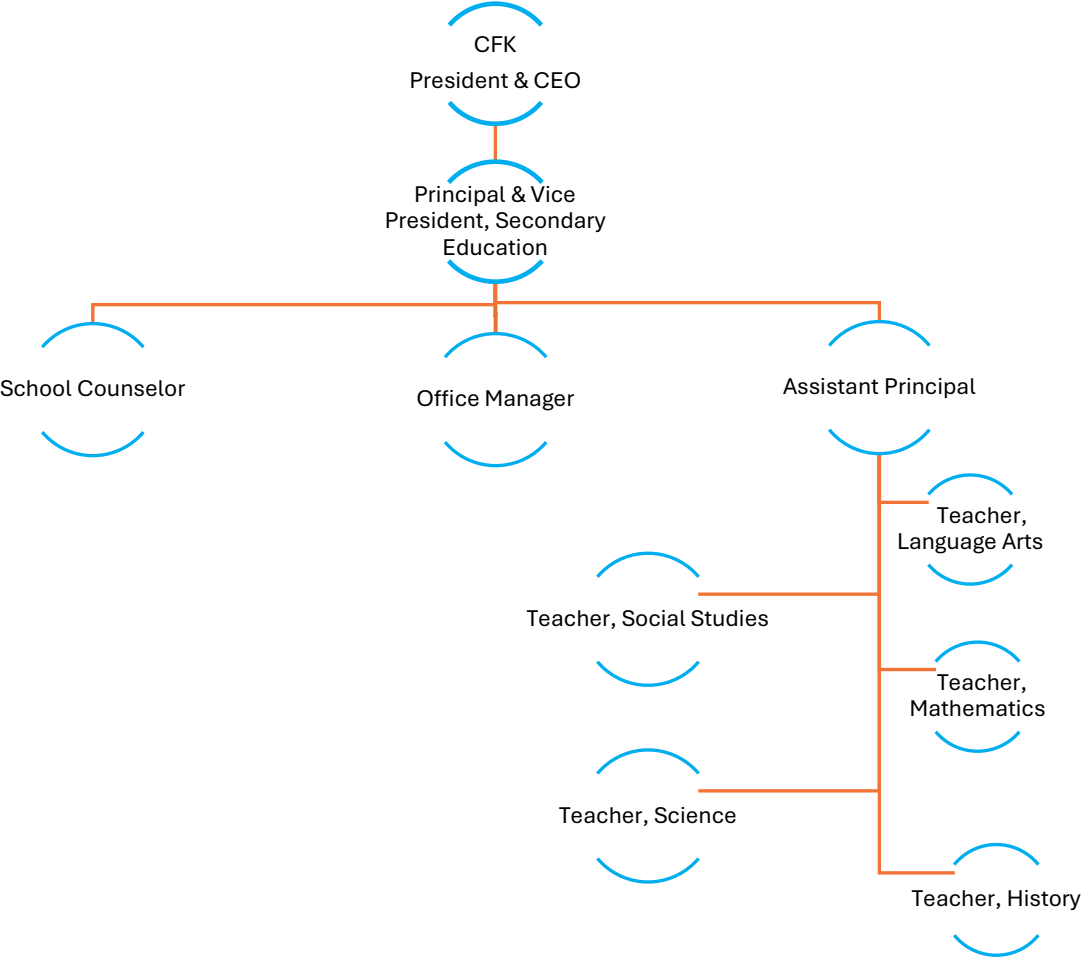 CFK
President & CEO
Principal & Vice
President, Secondary
Education
School Counselor
Office Manager
Assistant Principal
Teacher,
Language Arts
Teacher, Social Studies
Teacher,
Mathematics
Teacher, Science
Teacher, History